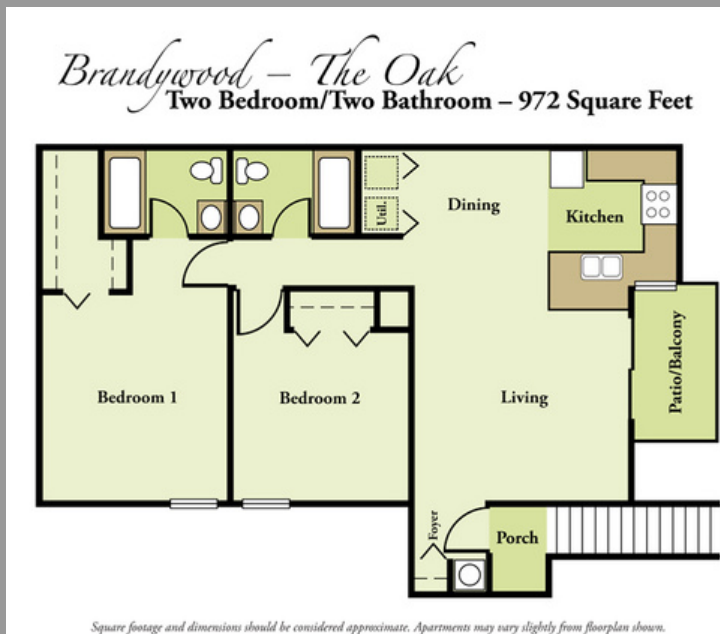 Brandywood – The Oak
Two Bedroom/Two Bathroom – 972 Square Feet
Util.
Dining
Kitchen
Patio/Balcony
Bedroom 1
Bedroom 2
Living
Foyer
Porch
Square footage and dimensions should be considered approximate. Apartments may vary slightly from floorplan shown.